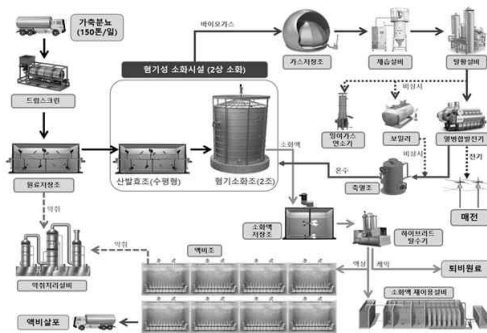 가축분뇨
(150톤/일)
바이오가스
혐기성 소화시설 (2상 소화)
가스저장조
제습설비
탈황설비
드럼스크린
비상시
잉여가스
연소기
보일러
열병합발전기
소화액
비상시
전기
온수
원료저장조
산발효조(수평형)
혐기소화조(2조)
축열조
매전
악취
소화액
저장조
하이브리드
탈수기
액비조
악취
악취처리설비
액상
케익
퇴비원료
액비살포
소화액 재이용설비